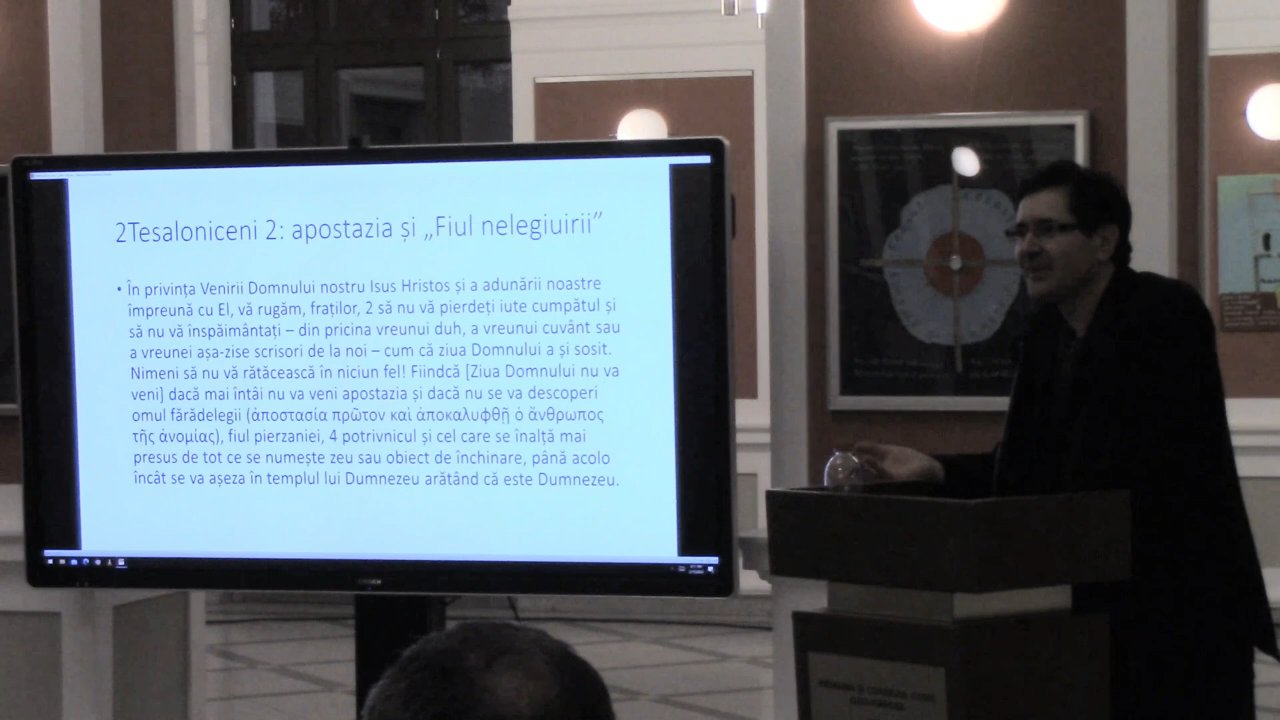 2Tesaloniceni 2: apostazia și „Fiul nelegiuirii”
• În privința Venirii Domnului nostru Isus Hristos și a adunării noastre
împreună cu El, vă rugăm, fraților, 2 să nu vă pierdeți iute cumpătul și
să nu vă înspăimântați – din pricina vreunui duh, a vreunui cuvânt sau
a vreunei așa-zise scrisori de la noi – cum că ziua Domnului a și sosit.
Nimeni să nu vă rătăcească în niciun fel! Fiindcă [Ziua Domnului nu va
veni] dacă mai întâi nu va veni apostazia și dacă nu se va descoperi
omul fărădelegii (ἀποστασία πρῶτον καὶ ἀποκαλυφθῇ ὁ ἄνθρωπος
τῆς ἀνομίας), fiul pierzaniei, 4 potrivnicul și cel care se înalță mai
presus de tot ce se numește zeu sau obiect de închinare, până acolo
încât se va așeza în templul lui Dumnezeu arătând că este Dumnezeu.